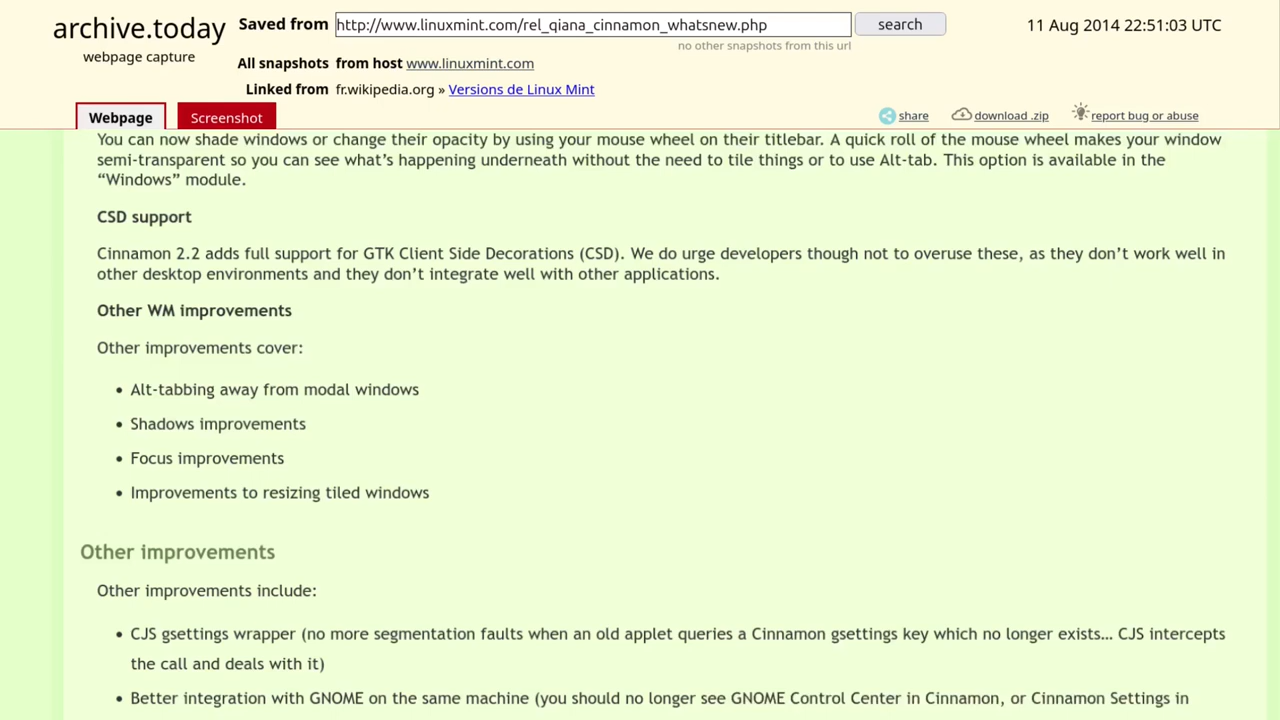 archive.today
webpage capture
Saved from http://www.linuxmint.com/rel_qiana_cinnamon_whatsnew.php search 11 Aug 2014 22:51:03 UTC
no other snapshots from this url
All snapshots from host www.linuxmint.com
Linked from fr.wikipedia.org » Versions de Linux Mint
Webpage Screenshot share download .zip report bug or abuse
You can now shade windows or change their opacity by using your mouse wheel on their titlebar. A quick roll of the mouse wheel makes your window
semi-transparent so you can see what’s happening underneath without the need to tile things or to use Alt-tab. This option is available in the
“Windows” module.
CSD support
Cinnamon 2.2 adds full support for GTK Client Side Decorations (CSD). We do urge developers though not to overuse these, as they don’t work well in
other desktop environments and they don’t integrate well with other applications.
Other WM improvements
Other improvements cover:
• Alt-tabbing away from modal windows
• Shadows improvements
• Focus improvements
• Improvements to resizing tiled windows
Other improvements
Other improvements include:
• CJS gsettings wrapper (no more segmentation faults when an old applet queries a Cinnamon gsettings key which no longer exists… CJS intercepts
the call and deals with it)
• Better integration with GNOME on the same machine (you should no longer see GNOME Control Center in Cinnamon, or Cinnamon Settings in